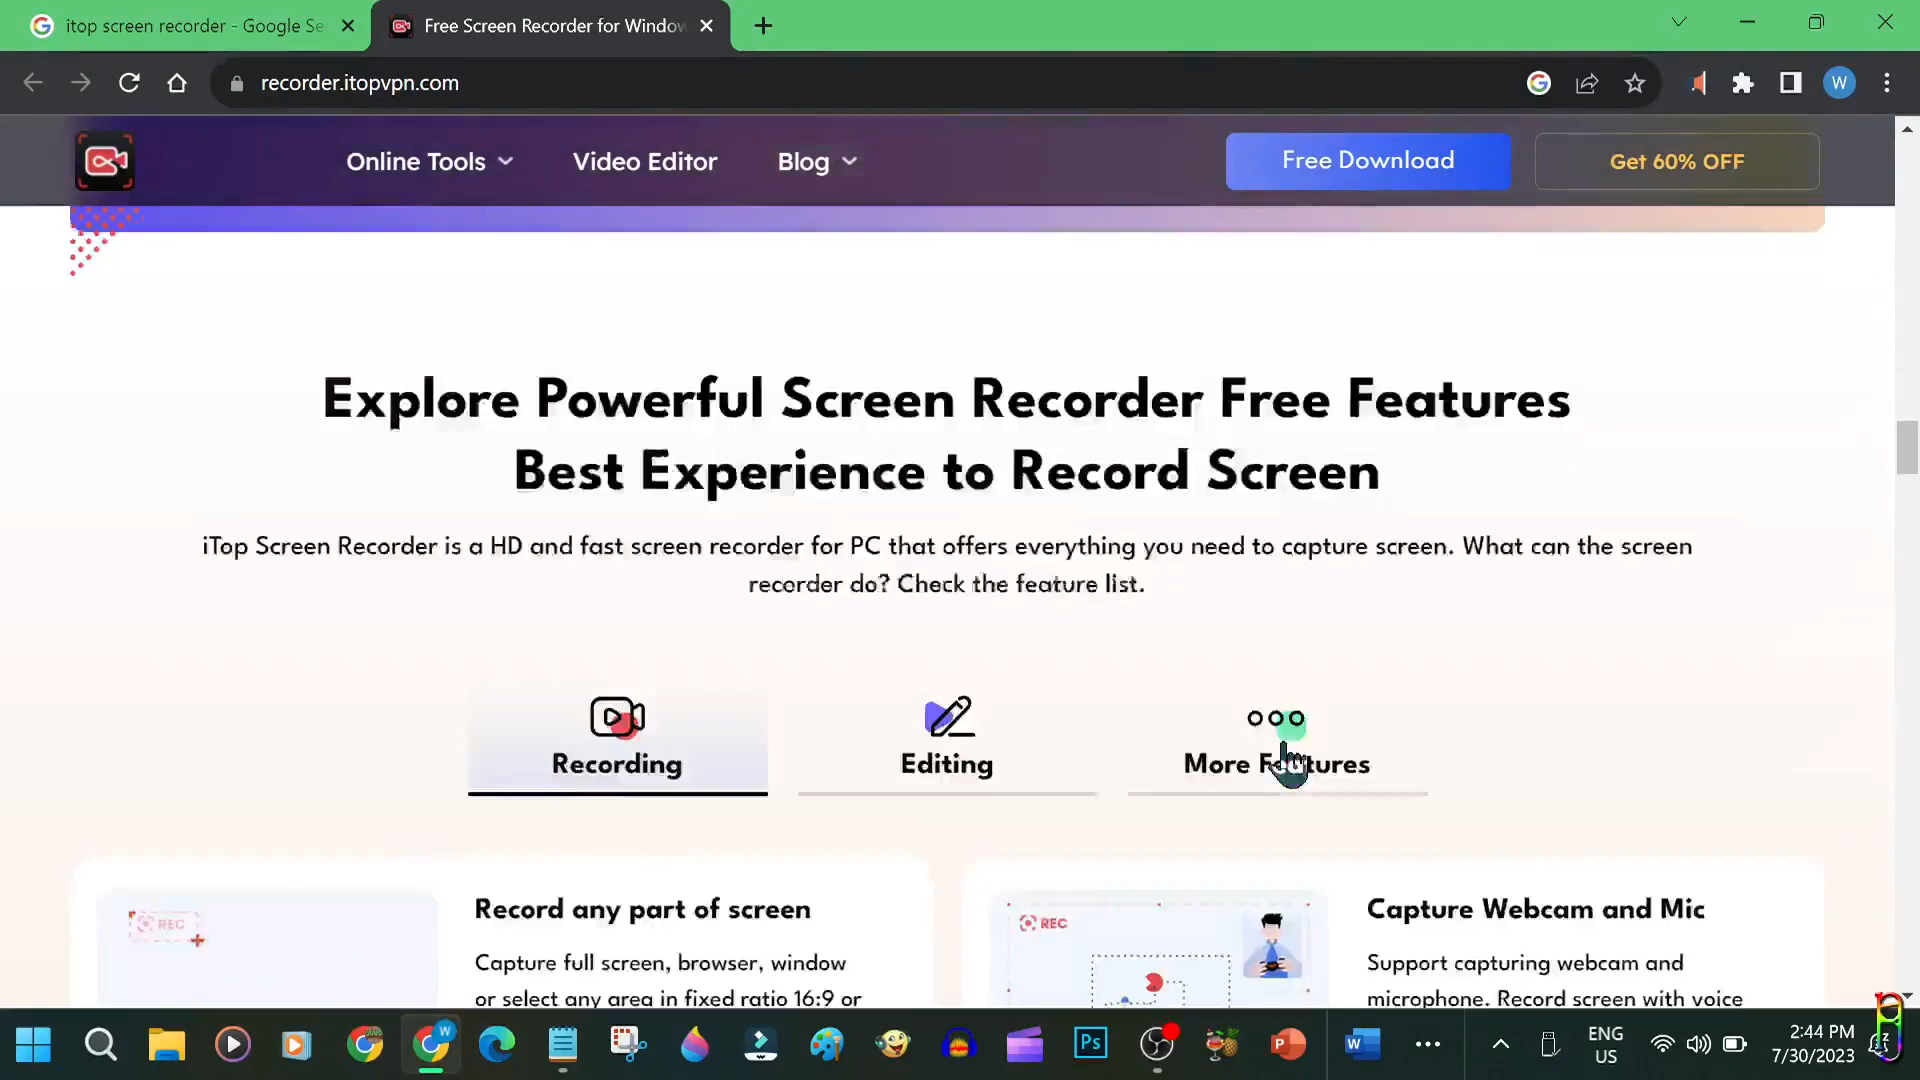 itop screen recorder - Google Se
Free Screen Recorder for Window
recorder.itopvpn.com
W
Online Tools
Video Editor
Blog
Free Download
Get 60% OFF
Explore Powerful Screen Recorder Free Features
Best Experience to Record Screen
iTop Screen Recorder is a HD and fast screen recorder for PC that offers everything you need to capture screen. What can the screen
recorder do? Check the feature list.
Recording
Editing
More Features
REC
Record any part of screen
Capture full screen, browser, window
or select any area in fixed ratio 16:9 or
REC
Capture Webcam and Mic
Support capturing webcam and
microphone. Record screen with voice
W
Ps
P
W
ENG
US
2:44 PM
7/30/2023